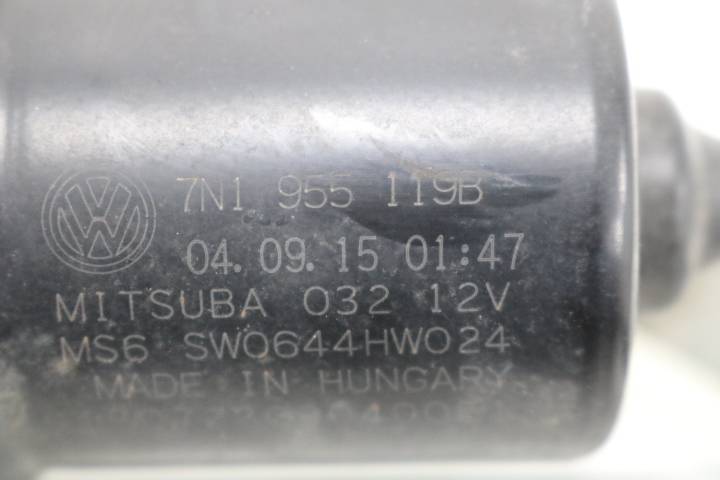 7N1 955 119B
04.09.15 01:47
MITSUBA 032 12V
MS6 SW0644HW024
MADE IN HUNGARY